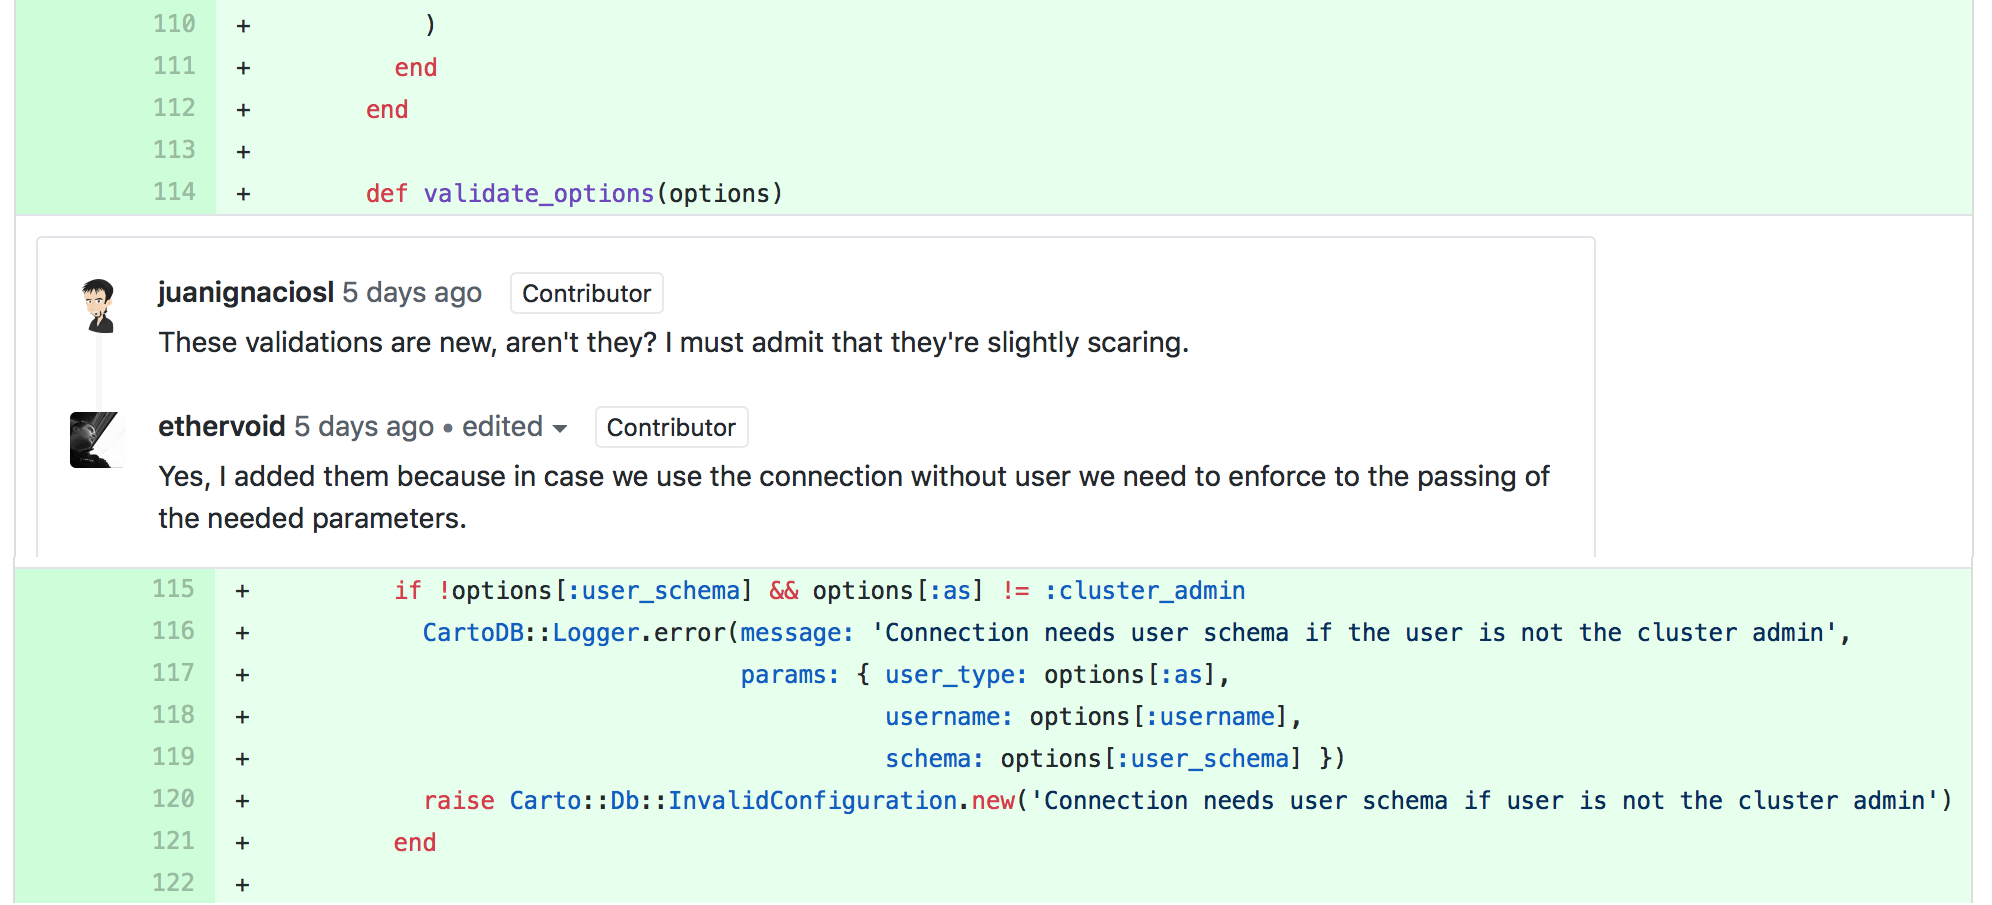 110 + )
111 + end
112 + end
113 +
114 + def validate_options(options)
juanignaciosl 5 days ago Contributor
These validations are new, aren't they? I must admit that they're slightly scaring.
ethervoid 5 days ago • edited Contributor
Yes, I added them because in case we use the connection without user we need to enforce to the passing of
the needed parameters.
115 + if !options[:user_schema] && options[:as] != :cluster_admin
116 + CartoDB::Logger.error(message: 'Connection needs user schema if the user is not the cluster admin',
117 + params: { user_type: options[:as],
118 + username: options[:username],
119 + schema: options[:user_schema] })
120 + raise Carto::Db::InvalidConfiguration.new('Connection needs user schema if user is not the cluster admin')
121 + end
122 +